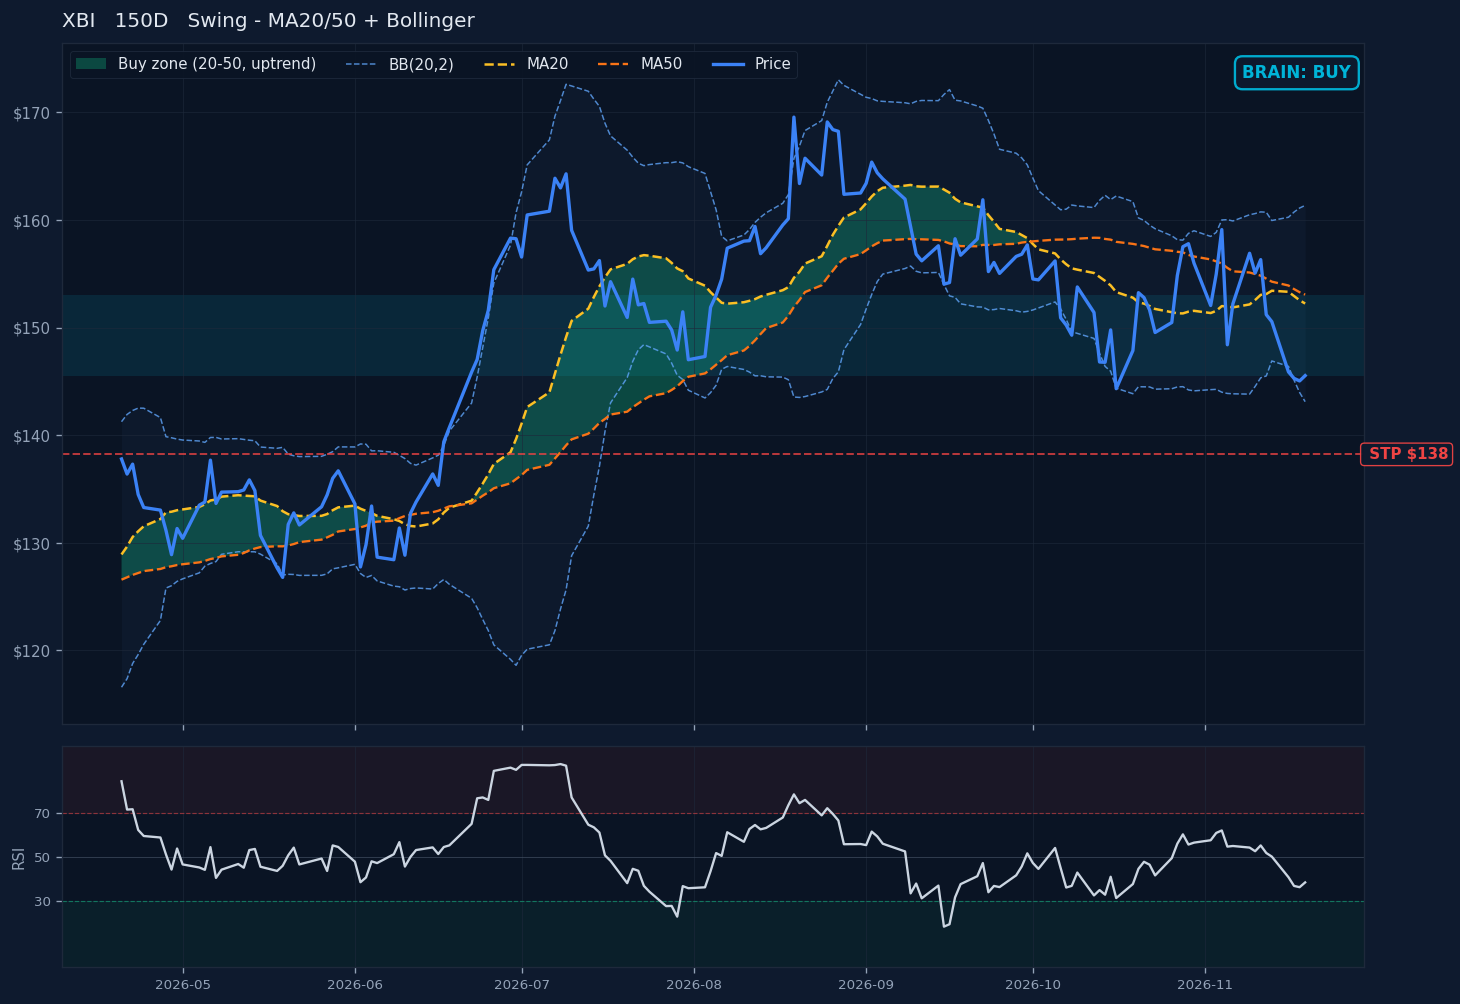 XBI   150D   Swing - MA20/50 + Bollinger
Buy zone (20-50, uptrend)   BB(20,2)   MA20   MA50   Price
BRAIN: BUY
$170
$160
$150
$140
STP $138
$130
$120
70
RSI
50
30
2026-05   2026-06   2026-07   2026-08   2026-09   2026-10   2026-11